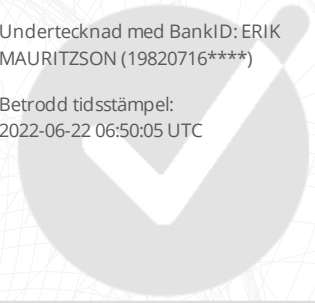 Undertecknad med BankID: ERIK
MAURITZSON (19820716****)
Betrodd tidsstämpel:
2022-06-22 06:50:05 UTC